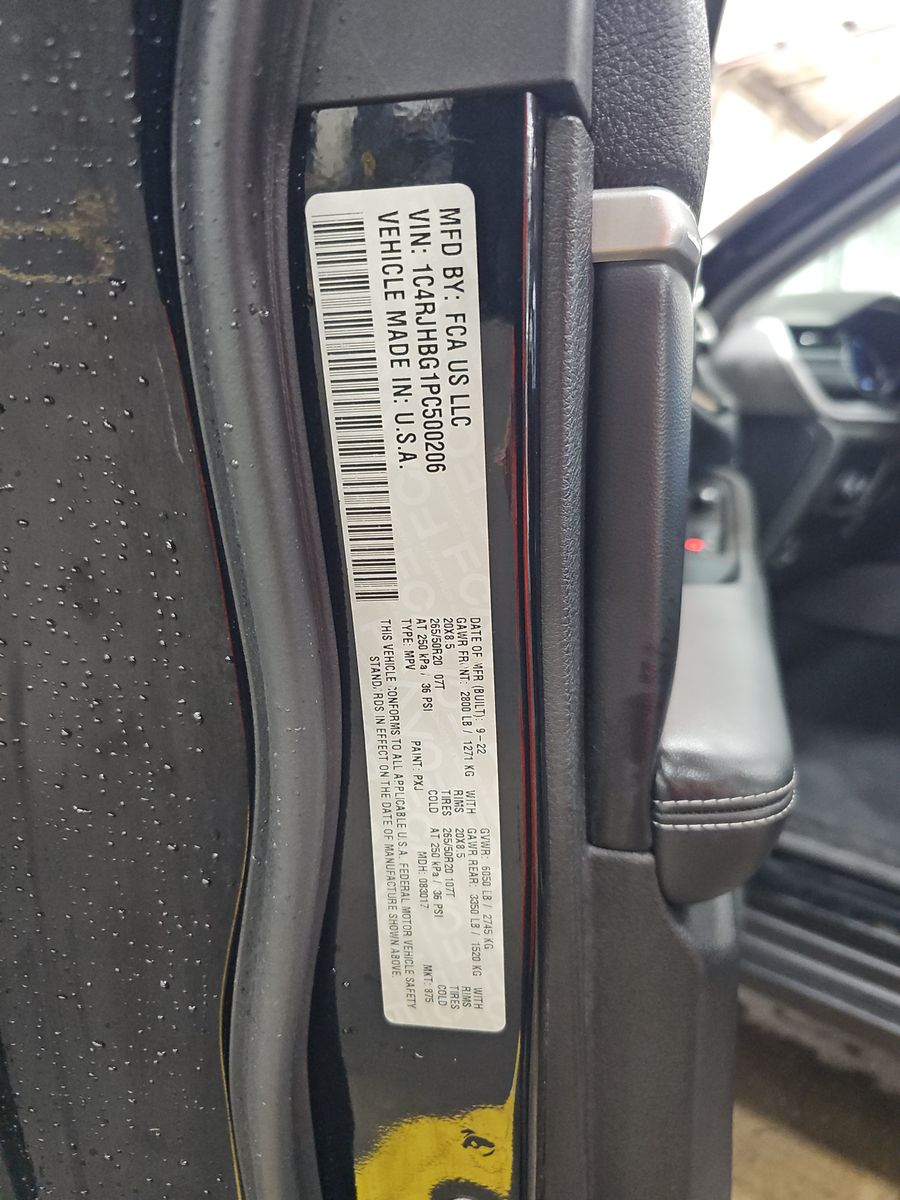 MFD BY: FCA US LLC
VIN: 1C4RJHBG1PC500206
VEHICLE MADE IN: U.S.A.
DATE OF MFR (BUILT): 9-22 GVWR: 6050 LB / 2745 KG
GAWR FRONT: 2800 LB / 1271 KG WITH GAWR REAR: 3350 LB / 1520 KG WITH
20X8.5 RIMS 20X8.5 RIMS
265/50R20 107T TIRES 265/50R20 107T TIRES
AT 250 kPa / 36 PSI COLD AT 250 kPa / 36 PSI COLD
TYPE: MPV PAINT: PXJ MDH: 083017 MKT: 875
THIS VEHICLE CONFORMS TO ALL APPLICABLE U.S.A. FEDERAL MOTOR VEHICLE SAFETY
STANDARDS IN EFFECT ON THE DATE OF MANUFACTURE SHOWN ABOVE.